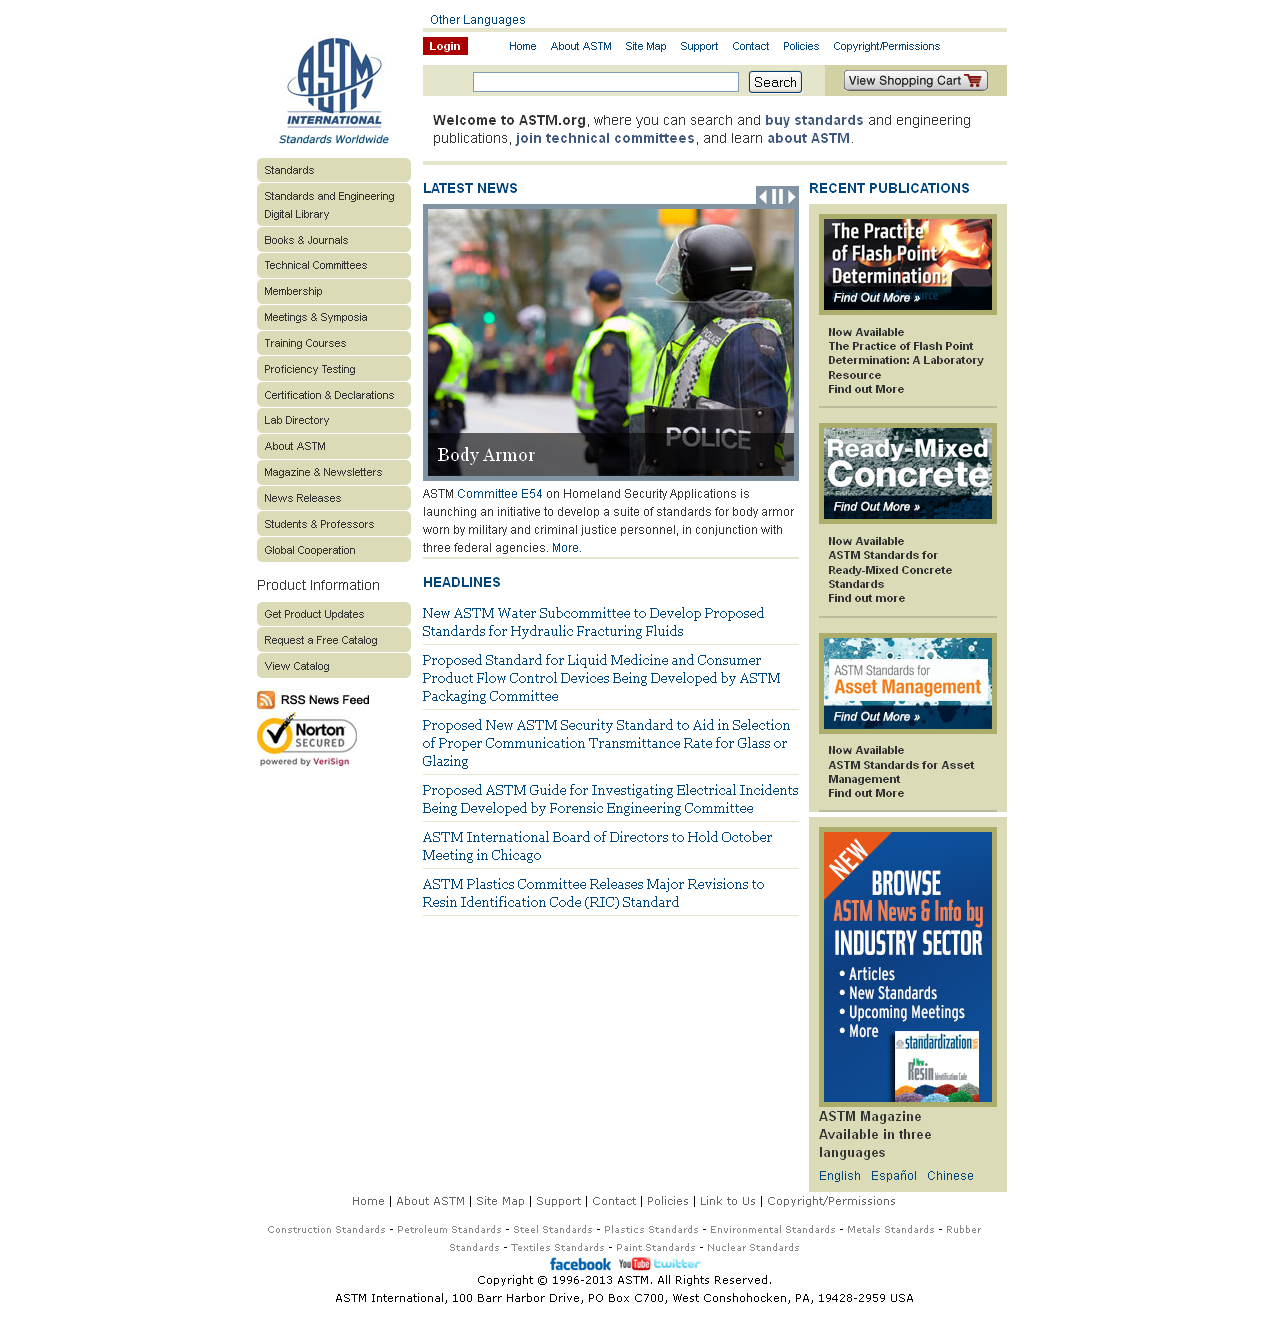 Other Languages
Login
Home About ASTM Site Map Support Contact Policies Copyright/Permissions
Search
View Shopping Cart
ASTM
INTERNATIONAL
Standards Worldwide
Welcome to ASTM.org, where you can search and buy standards and engineering
publications, join technical committees, and learn about ASTM.
Standards
Standards and Engineering
Digital Library
Books & Journals
Technical Committees
Membership
Meetings & Symposia
Training Courses
Proficiency Testing
Certification & Declarations
Lab Directory
About ASTM
Magazine & Newsletters
News Releases
Students & Professors
Global Cooperation
Product Information
Get Product Updates
Request a Free Catalog
View Catalog
RSS News Feed
Norton
SECURED
powered by VeriSign
LATEST NEWS
POLICE
POLICE
Body Armor
ASTM Committee E54 on Homeland Security Applications is
launching an initiative to develop a suite of standards for body armor
worn by military and criminal justice personnel, in conjunction with
three federal agencies. More.
HEADLINES
New ASTM Water Subcommittee to Develop Proposed
Standards for Hydraulic Fracturing Fluids
Proposed Standard for Liquid Medicine and Consumer
Product Flow Control Devices Being Developed by ASTM
Packaging Committee
Proposed New ASTM Security Standard to Aid in Selection
of Proper Communication Transmittance Rate for Glass or
Glazing
Proposed ASTM Guide for Investigating Electrical Incidents
Being Developed by Forensic Engineering Committee
ASTM International Board of Directors to Hold October
Meeting in Chicago
ASTM Plastics Committee Releases Major Revisions to
Resin Identification Code (RIC) Standard
RECENT PUBLICATIONS
The Practice
of Flash Point
Determination:
Find Out More »
Now Available
The Practice of Flash Point
Determination: A Laboratory
Resource
Find out More
Ready-Mixed
Concrete
Find Out More »
Now Available
ASTM Standards for
Ready-Mixed Concrete
Standards
Find out more
ASTM Standards for
Asset Management
Find Out More »
Now Available
ASTM Standards for Asset
Management
Find out More
NEW
BROWSE
ASTM News & Info by
INDUSTRY SECTOR
• Articles
• New Standards
• Upcoming Meetings
• More
standardization
Resin
Identification Code
ASTM Magazine
Available in three
languages
English Español Chinese
Home | About ASTM | Site Map | Support | Contact | Policies | Link to Us | Copyright/Permissions
Construction Standards - Petroleum Standards - Steel Standards - Plastics Standards - Environmental Standards - Metals Standards - Rubber
Standards - Textiles Standards - Paint Standards - Nuclear Standards
facebook YouTube twitter
Copyright © 1996-2013 ASTM. All Rights Reserved.
ASTM International, 100 Barr Harbor Drive, PO Box C700, West Conshohocken, PA, 19428-2959 USA